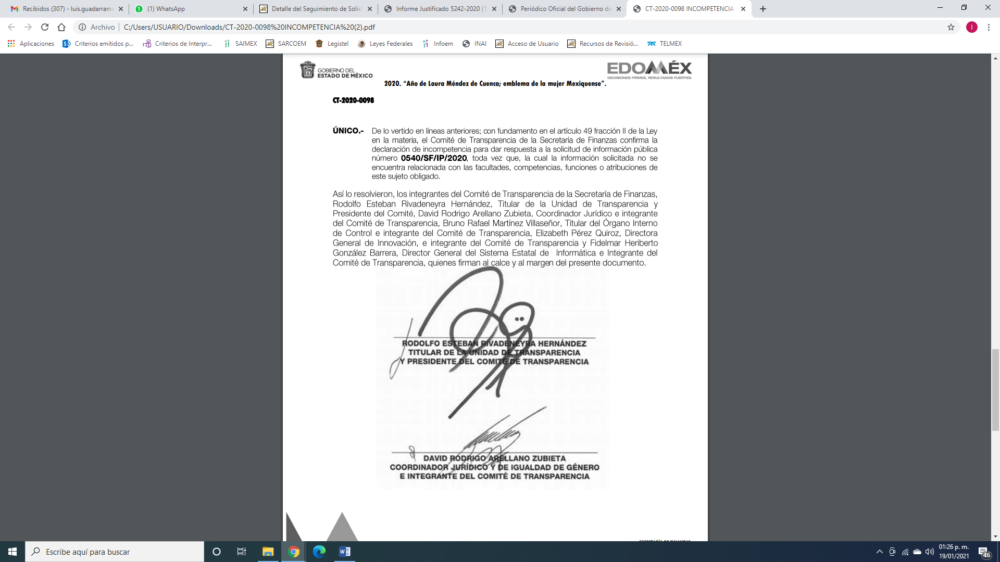 Recibidos (307) - luis.guadarrama
(1) WhatsApp
Detalle del Seguimiento de Solici
Informe Justificado 5242-2020 (1
Periódico Oficial del Gobierno de
CT-2020-0098 INCOMPETENCIA
Archivo
C:/Users/USUARIO/Downloads/CT-2020-0098%20INCOMPETENCIA%20(2).pdf
I
Aplicaciones
Criterios emitidos p...
Criterios de Interpr...
SAIMEX
SARCOEM
Legistel
Leyes Federales
Infoem
INAI
Acceso de Usuario
Recursos de Revisió...
TELMEX
GOBIERNO DEL
ESTADO DE MÉXICO
EDOMÉX
DECISIONES FIRMES, RESULTADOS FUERTES.
2020. “Año de Laura Méndez de Cuenca; emblema de la mujer Mexiquense”.
CT-2020-0098
ÚNICO.- De lo vertido en líneas anteriores; con fundamento en el artículo 49 fracción II de la Ley
en la materia, el Comité de Transparencia de la Secretaría de Finanzas confirma la
declaración de incompetencia para dar respuesta a la solicitud de información pública
número 0540/SF/IP/2020, toda vez que, la cual la información solicitada no se
encuentra relacionada con las facultades, competencias, funciones o atribuciones de
este sujeto obligado.
Así lo resolvieron, los integrantes del Comité de Transparencia de la Secretaría de Finanzas,
Rodolfo Esteban Rivadeneyra Hernández, Titular de la Unidad de Transparencia y
Presidente del Comité, David Rodrigo Arellano Zubieta, Coordinador Jurídico e integrante
del Comité de Transparencia, Bruno Rafael Martínez Villaseñor, Titular del Órgano Interno
de Control e integrante del Comité de Transparencia, Elizabeth Pérez Quiroz, Directora
General de Innovación, e integrante del Comité de Transparencia y Fidelmar Heriberto
González Barrera, Director General del Sistema Estatal de Informática e Integrante del
Comité de Transparencia, quienes firman al calce y al margen del presente documento.
RODOLFO ESTEBAN RIVADENEYRA HERNÁNDEZ
TITULAR DE LA UNIDAD DE TRANSPARENCIA
Y PRESIDENTE DEL COMITÉ DE TRANSPARENCIA
DAVID RODRIGO ARELLANO ZUBIETA
COORDINADOR JURÍDICO Y DE IGUALDAD DE GÉNERO
E INTEGRANTE DEL COMITÉ DE TRANSPARENCIA
SECRETARÍA DE FINANZAS
Escribe aquí para buscar
01:26 p. m.
19/01/2021
46